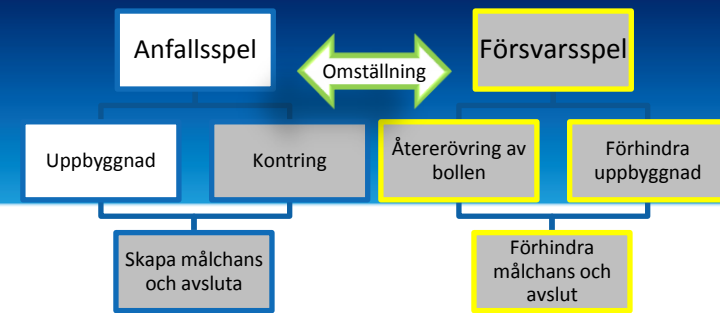 Anfallsspel
Omställning
Försvarsspel
Uppbyggnad
Kontring
Återerövring av
bollen
Förhindra
uppbyggnad
Skapa målchans
och avsluta
Förhindra
målchans och
avslut